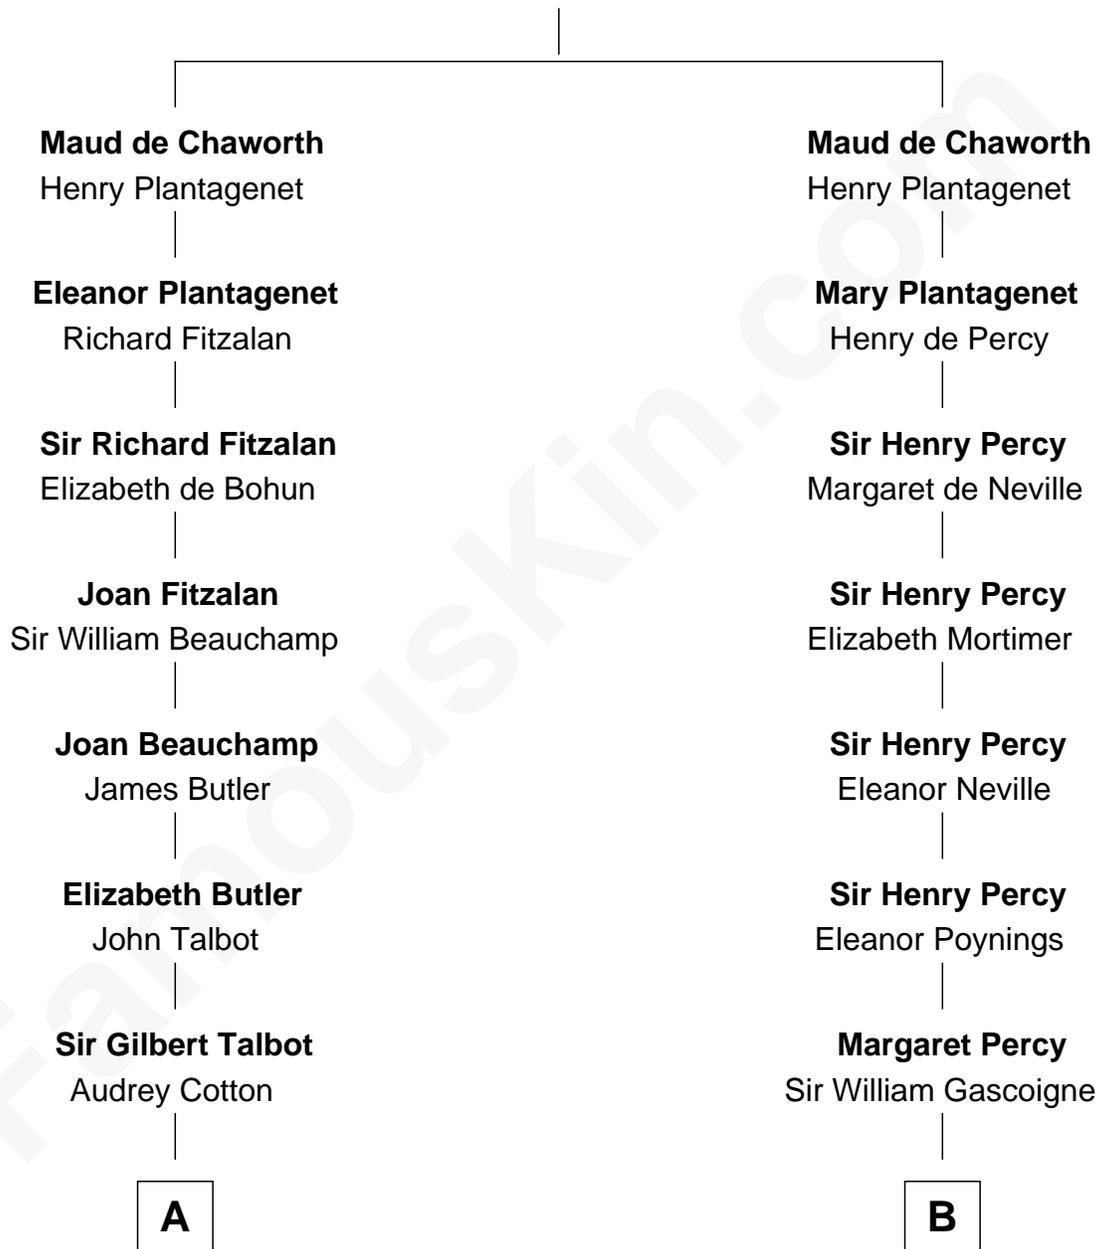 Maud de Chaworth
Henry Plantagenet
Eleanor Plantagenet
Richard Fitzalan
Sir Richard Fitzalan
Elizabeth de Bohun
Joan Fitzalan
Sir William Beauchamp
Joan Beauchamp
James Butler
Elizabeth Butler
John Talbot
Sir Gilbert Talbot
Audrey Cotton
A
Maud de Chaworth
Henry Plantagenet
Mary Plantagenet
Henry de Percy
Sir Henry Percy
Margaret de Neville
Sir Henry Percy
Elizabeth Mortimer
Sir Henry Percy
Eleanor Neville
Sir Henry Percy
Eleanor Poynings
Margaret Percy
Sir William Gascoigne
B
FamousKin.com